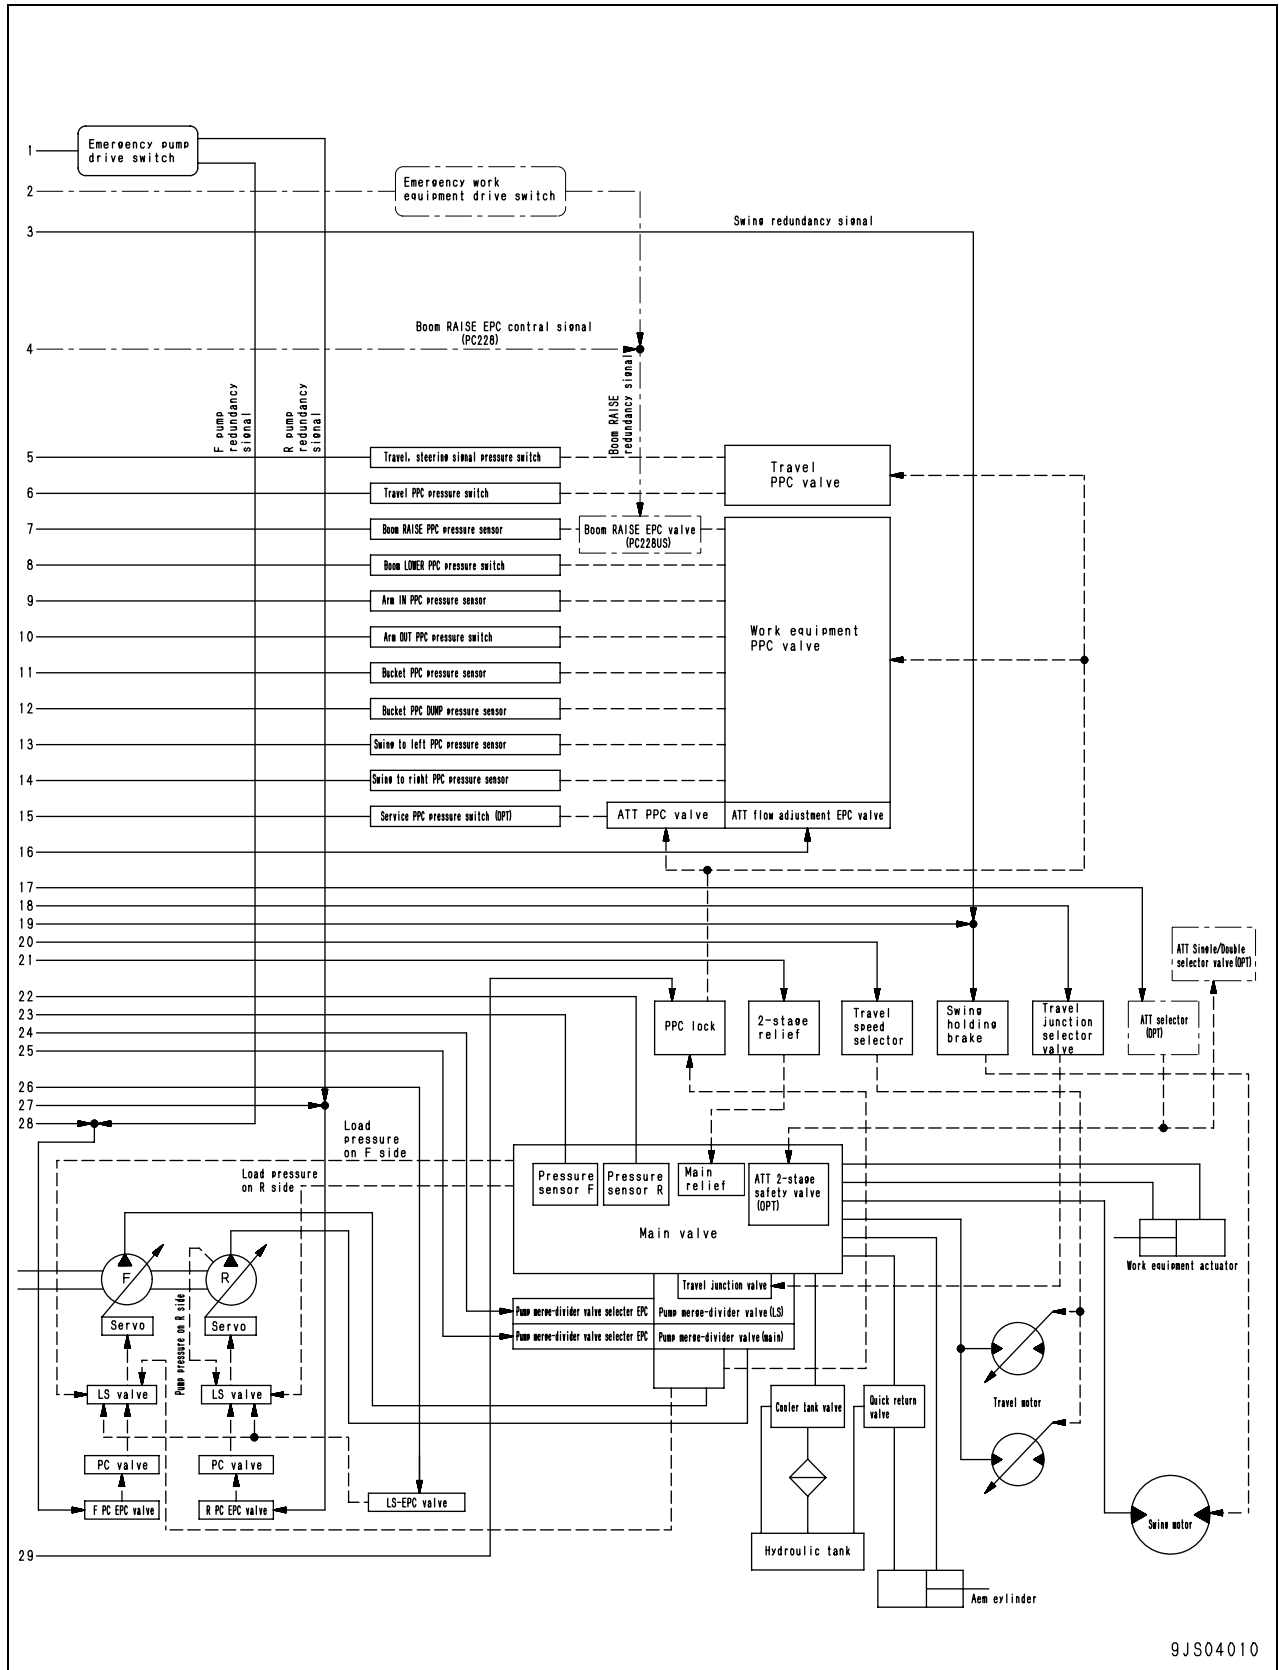 1
Emergency pump
drive switch
2
Emergency work
equipment drive switch
3
Swing redundancy signal
4
Boom RAISE EPC contral signal
(PC228)
F pump
redundancy
signal
R pump
redundancy
signal
Boom RAISE
redundancy signal
5
Travel, steering signal pressure switch
Travel
PPC valve
6
Travel PPC pressure switch
7
Boom RAISE PPC pressure sensor
Boom RAISE EPC valve
(PC228US)
8
Boom LOWER PPC pressure switch
9
Arm IN PPC pressure sensor
10
Arm OUT PPC pressure switch
Work equipment
PPC valve
11
Bucket PPC pressure sensor
12
Bucket PPC DUMP pressure sensor
13
Swing to left PPC pressure sensor
14
Swing to right PPC pressure sensor
15
Service PPC pressure switch (OPT)
ATT PPC valve
ATT flow adjustment EPC valve
16
17
18
19
20
21
ATT Single/Double
selector valve(OPT)
22
23
24
25
PPC lock
2-stage
relief
Travel
speed
selector
Swing
holding
brake
Travel
junction
selector
valve
ATT selector
(OPT)
26
27
28
Load
pressure
on F side
Load pressure
on R side
Pressure
sensor F
Pressure
sensor R
Main
relief
ATT 2-stage
safety valve
(OPT)
Main valve
Work equipment actuator
F
R
Pump pressure on R side
Travel junction valve
Pump merge-divider valve selecter EPC
Pump merge-divider valve(LS)
Pump merge-divider valve selecter EPC
Pump merge-divider valve(main)
Servo
Servo
LS valve
LS valve
Cooler tank valve
Quick return
valve
Travel motor
PC valve
PC valve
F PC EPC valve
R PC EPC valve
LS-EPC valve
Swing motor
29
Hydroulic tank
Aem eylinder
9JS04010